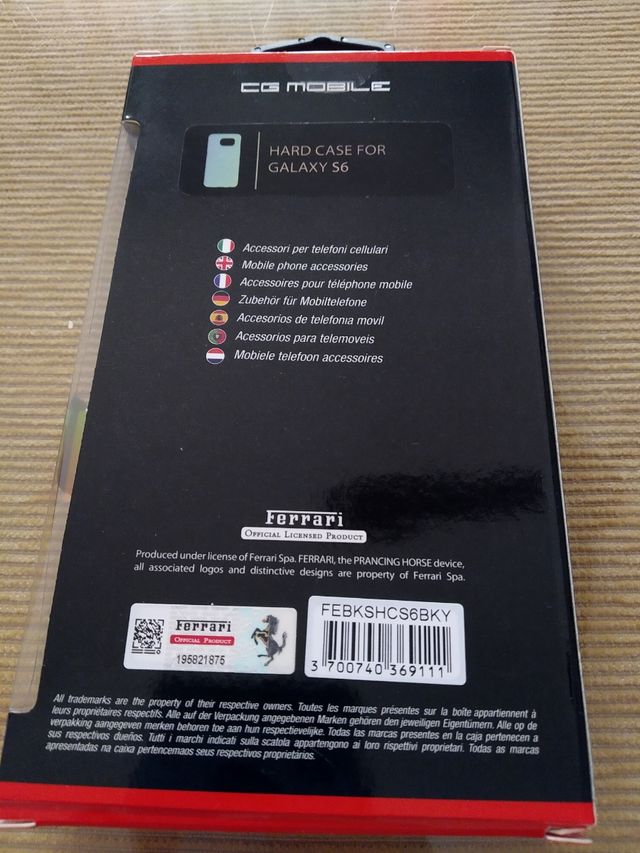 CG MOBILE
HARD CASE FOR
GALAXY S6
Accessori per telefoni cellulari
Mobile phone accessories
Accessoires pour téléphone mobile
Zubehör für Mobiltelefone
Accesorios de telefonia movil
Acessorios para telemoveis
Mobiele telefoon accessoires
Ferrari
OFFICIAL LICENSED PRODUCT
Produced under license of Ferrari Spa. FERRARI, the PRANCING HORSE device,
all associated logos and distinctive designs are property of Ferrari Spa.
Ferrari
OFFICIAL PRODUCT
195821875
FEBKSHCS6BKY
3 700740 369111
All trademarks are the property of their respective owners. Toutes les marques présentes sur la boîte appartiennent à
leurs propriétaires respectifs. Alle auf der Verpackung angegebenen Marken gehören den jeweiligen Eigentümern. Alle op de
verpakking aangegeven merken behoren toe aan hun respectievelijke. Todas las marcas presentes en la caja pertenecen a
sus respectivos dueños. Tutti i marchi indicati sulla scatola appartengono ai loro rispettivi proprietari. Todas as marcas
apresentadas na caixa pertencemaos seus respectivos proprietários.